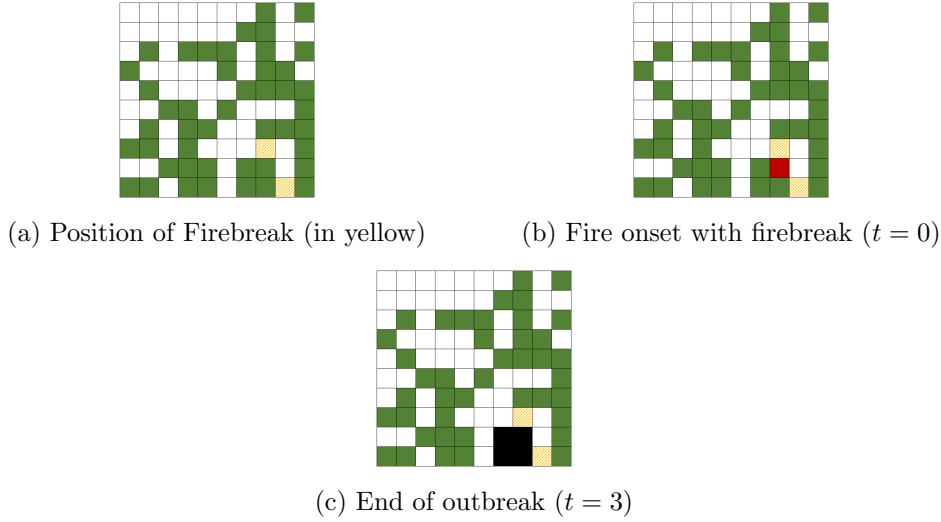 (a) Position of Firebreak (in yellow)
(b) Fire onset with firebreak (t = 0)
(c) End of outbreak (t = 3)